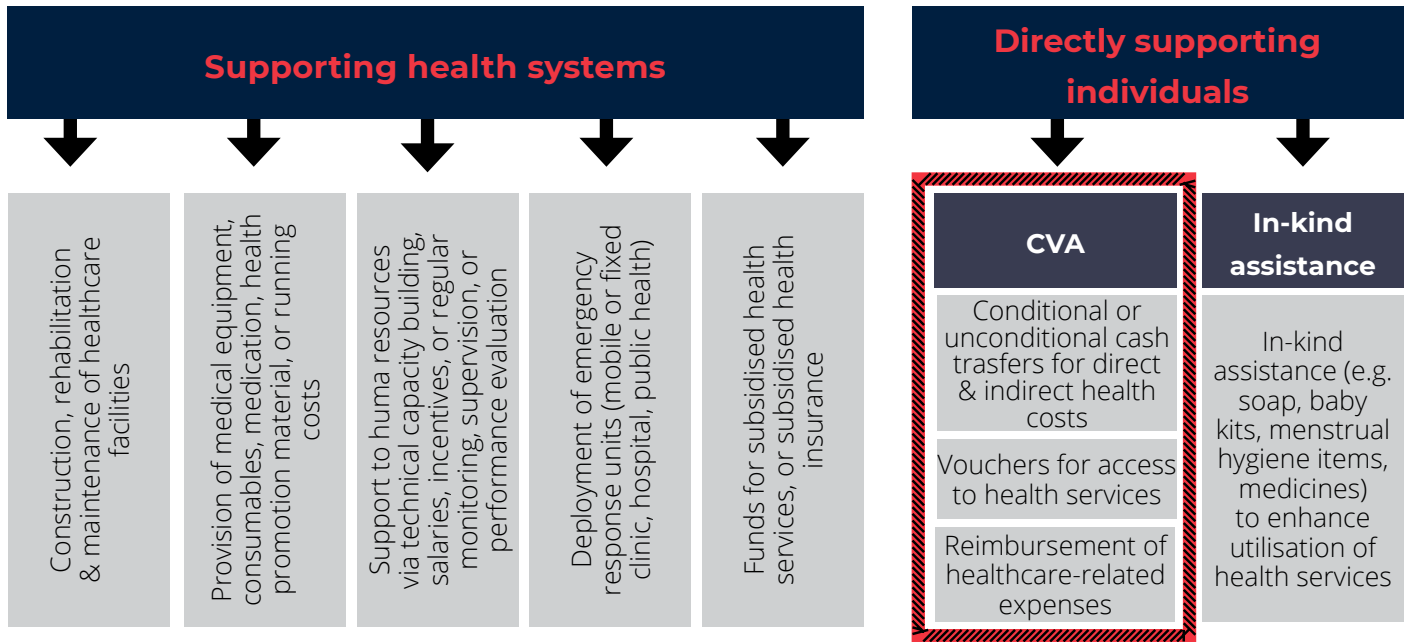 Supporting health systems
Construction, rehabilitation
& maintenance of healthcare
facilities
Provision of medical equipment,
consumables, medication, health
promotion material, or running
costs
Support to human resources
via technical capacity building,
salaries, incentives, or regular
monitoring, supervision, or
performance evaluation
Deployment of emergency
response units (mobile or fixed
clinic, hospital, public health)
Funds for subsidised health
services, or subsidised health
insurance
Directly supporting
individuals
CVA
Conditional or
unconditional cash
trasfers for direct
& indirect health
costs
Vouchers for access
to health services
Reimbursement of
healthcare-related
expenses
In-kind
assistance
In-kind
assistance (e.g.
soap, baby
kits, menstrual
hygiene items,
medicines)
to enhance
utilisation of
health services